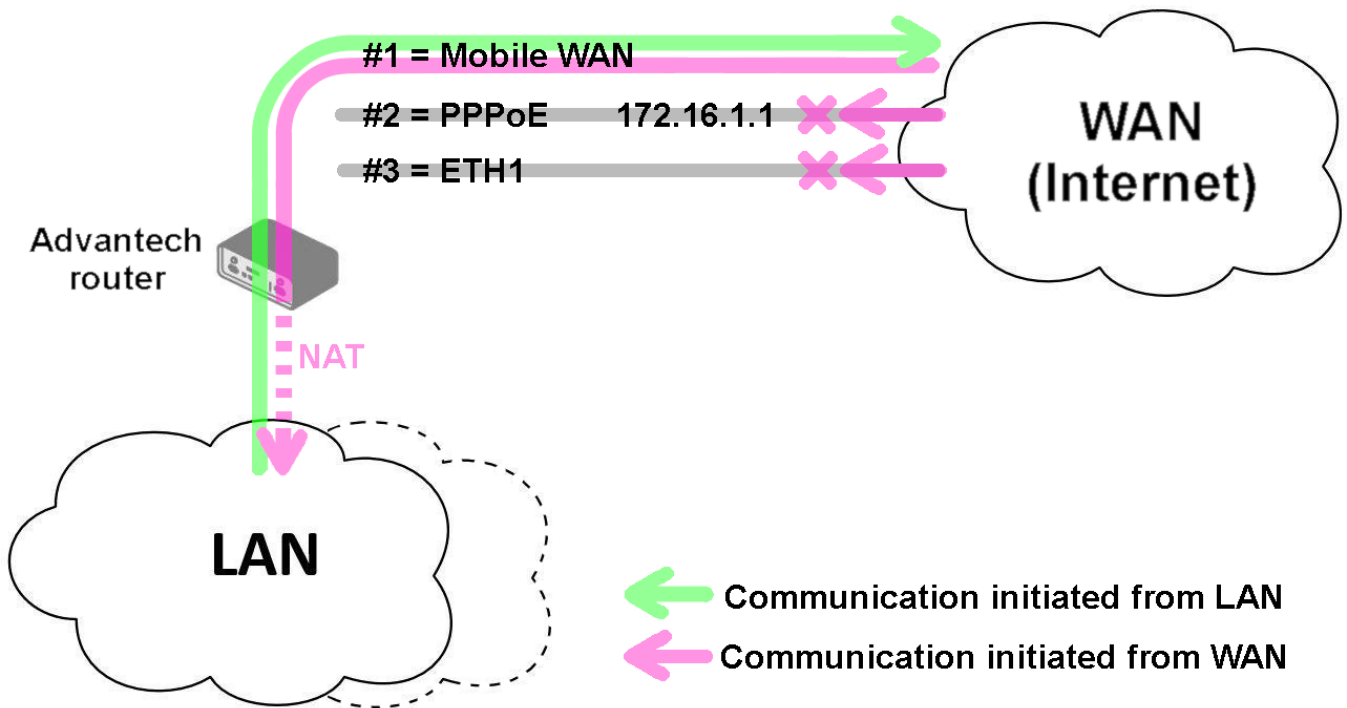 #1 = Mobile WAN
#2 = PPPoE 172.16.1.1
#3 = ETH1
WAN
(Internet)
Advantech
router
NAT
LAN
Communication initiated from LAN
Communication initiated from WAN